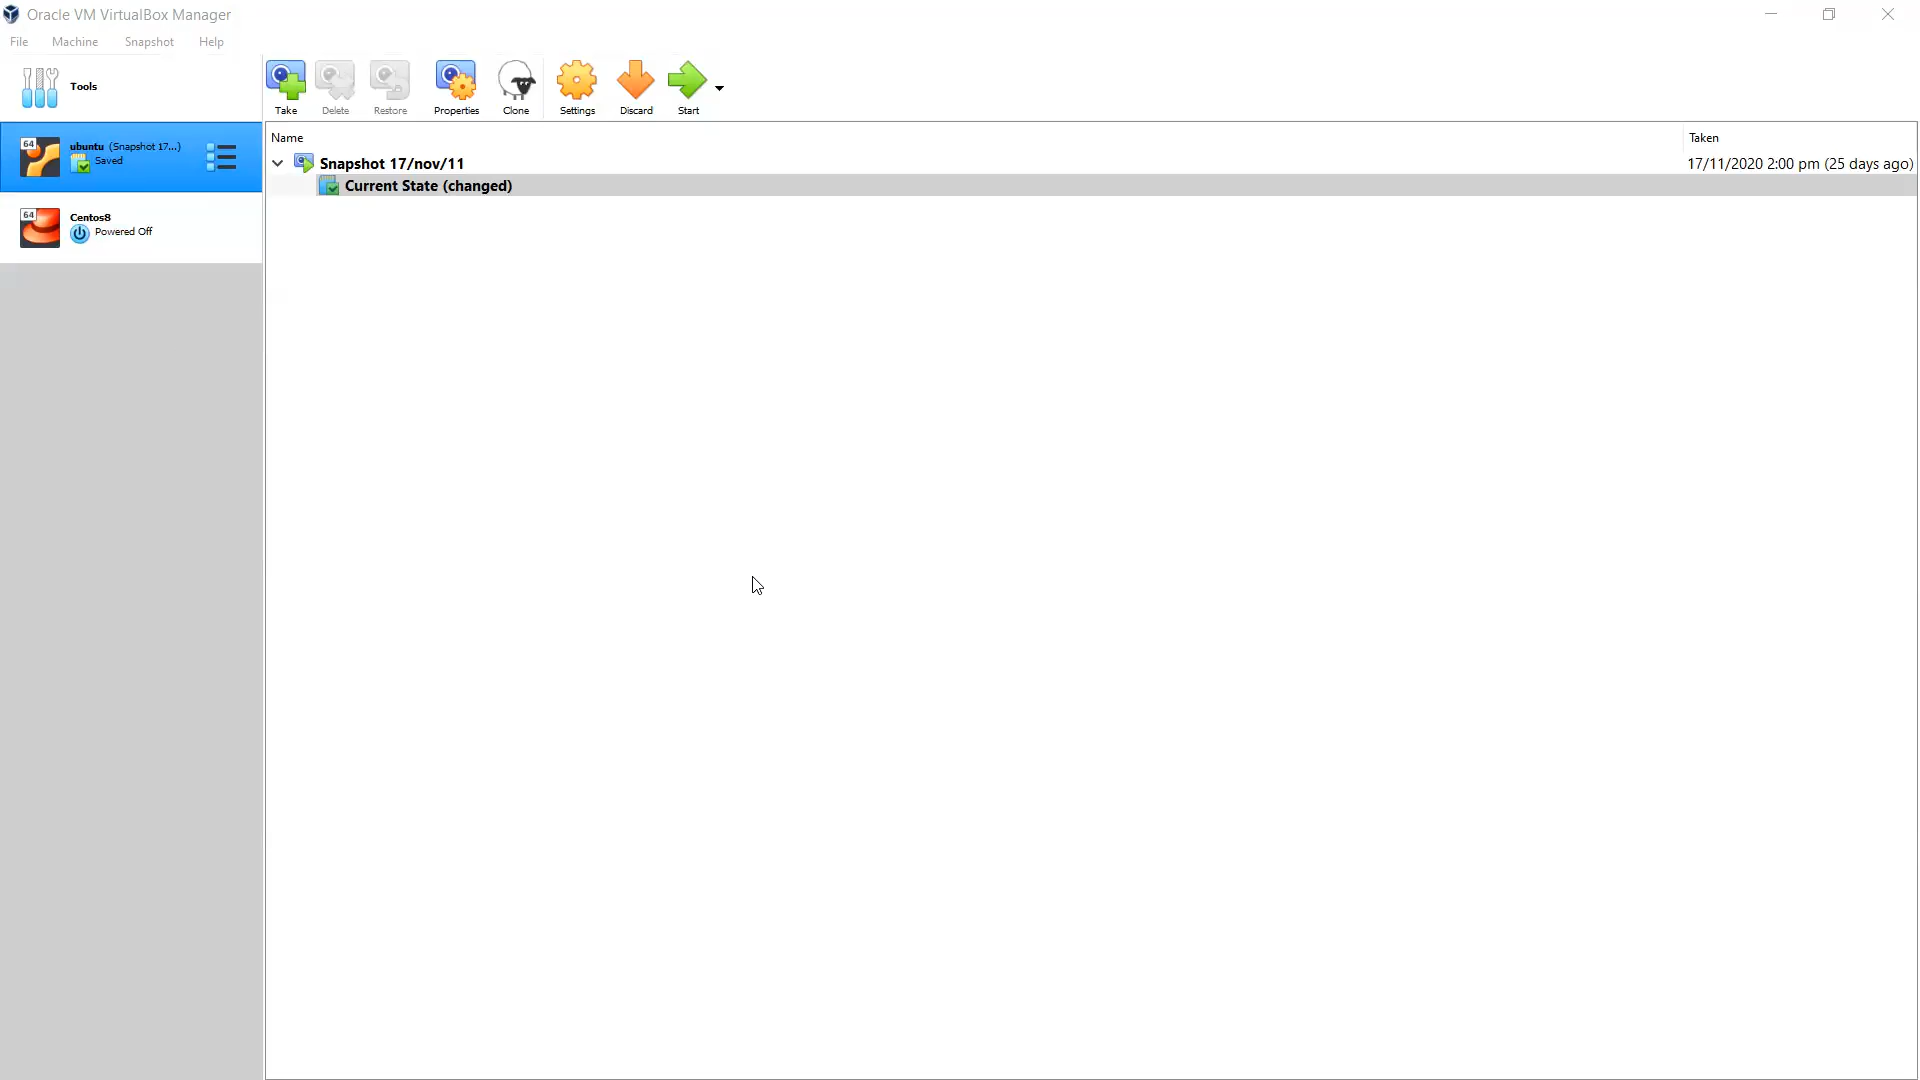 Oracle VM VirtualBox Manager
File Machine Snapshot Help
Tools
Take Delete Restore Properties Clone Settings Discard Start
64
ubuntu (Snapshot 17...)
Saved
64
Centos8
Powered Off
Name Taken
Snapshot 17/nov/11 17/11/2020 2:00 pm (25 days ago)
Current State (changed)